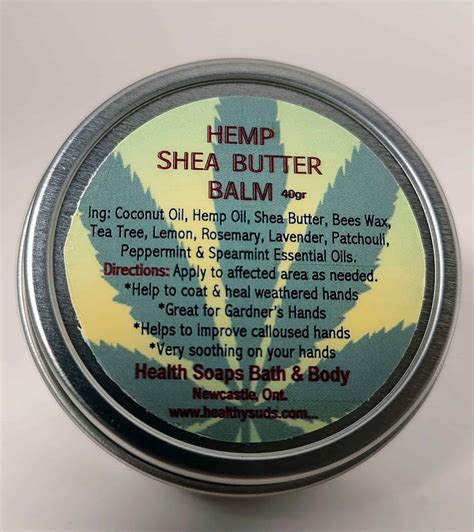 HEMP
SHEA BUTTER
BALM 40gr
Ing: Coconut Oil, Hemp Oil, Shea Butter, Bees Wax,
Tea Tree, Lemon, Rosemary, Lavender, Patchouli,
Peppermint & Spearmint Essential Oils.
Directions: Apply to affected area as needed.
*Help to coat & heal weathered hands
*Great for Gardner's Hands
*Helps to improve calloused hands
*Very soothing on your hands
Health Soaps Bath & Body
Newcastle, Ont.
www.healthysuds.com...